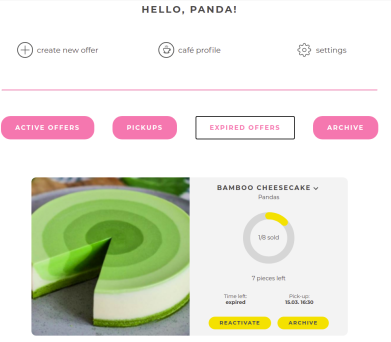 HELLO, PANDA!
create new offer
café profile
settings
ACTIVE OFFERS
PICKUPS
EXPIRED OFFERS
ARCHIVE
BAMBOO CHEESECAKE
Pandas
1/8 sold
7 pieces left
Time left: Pick-up:
expired 15.03. 16:30
REACTIVATE ARCHIVE